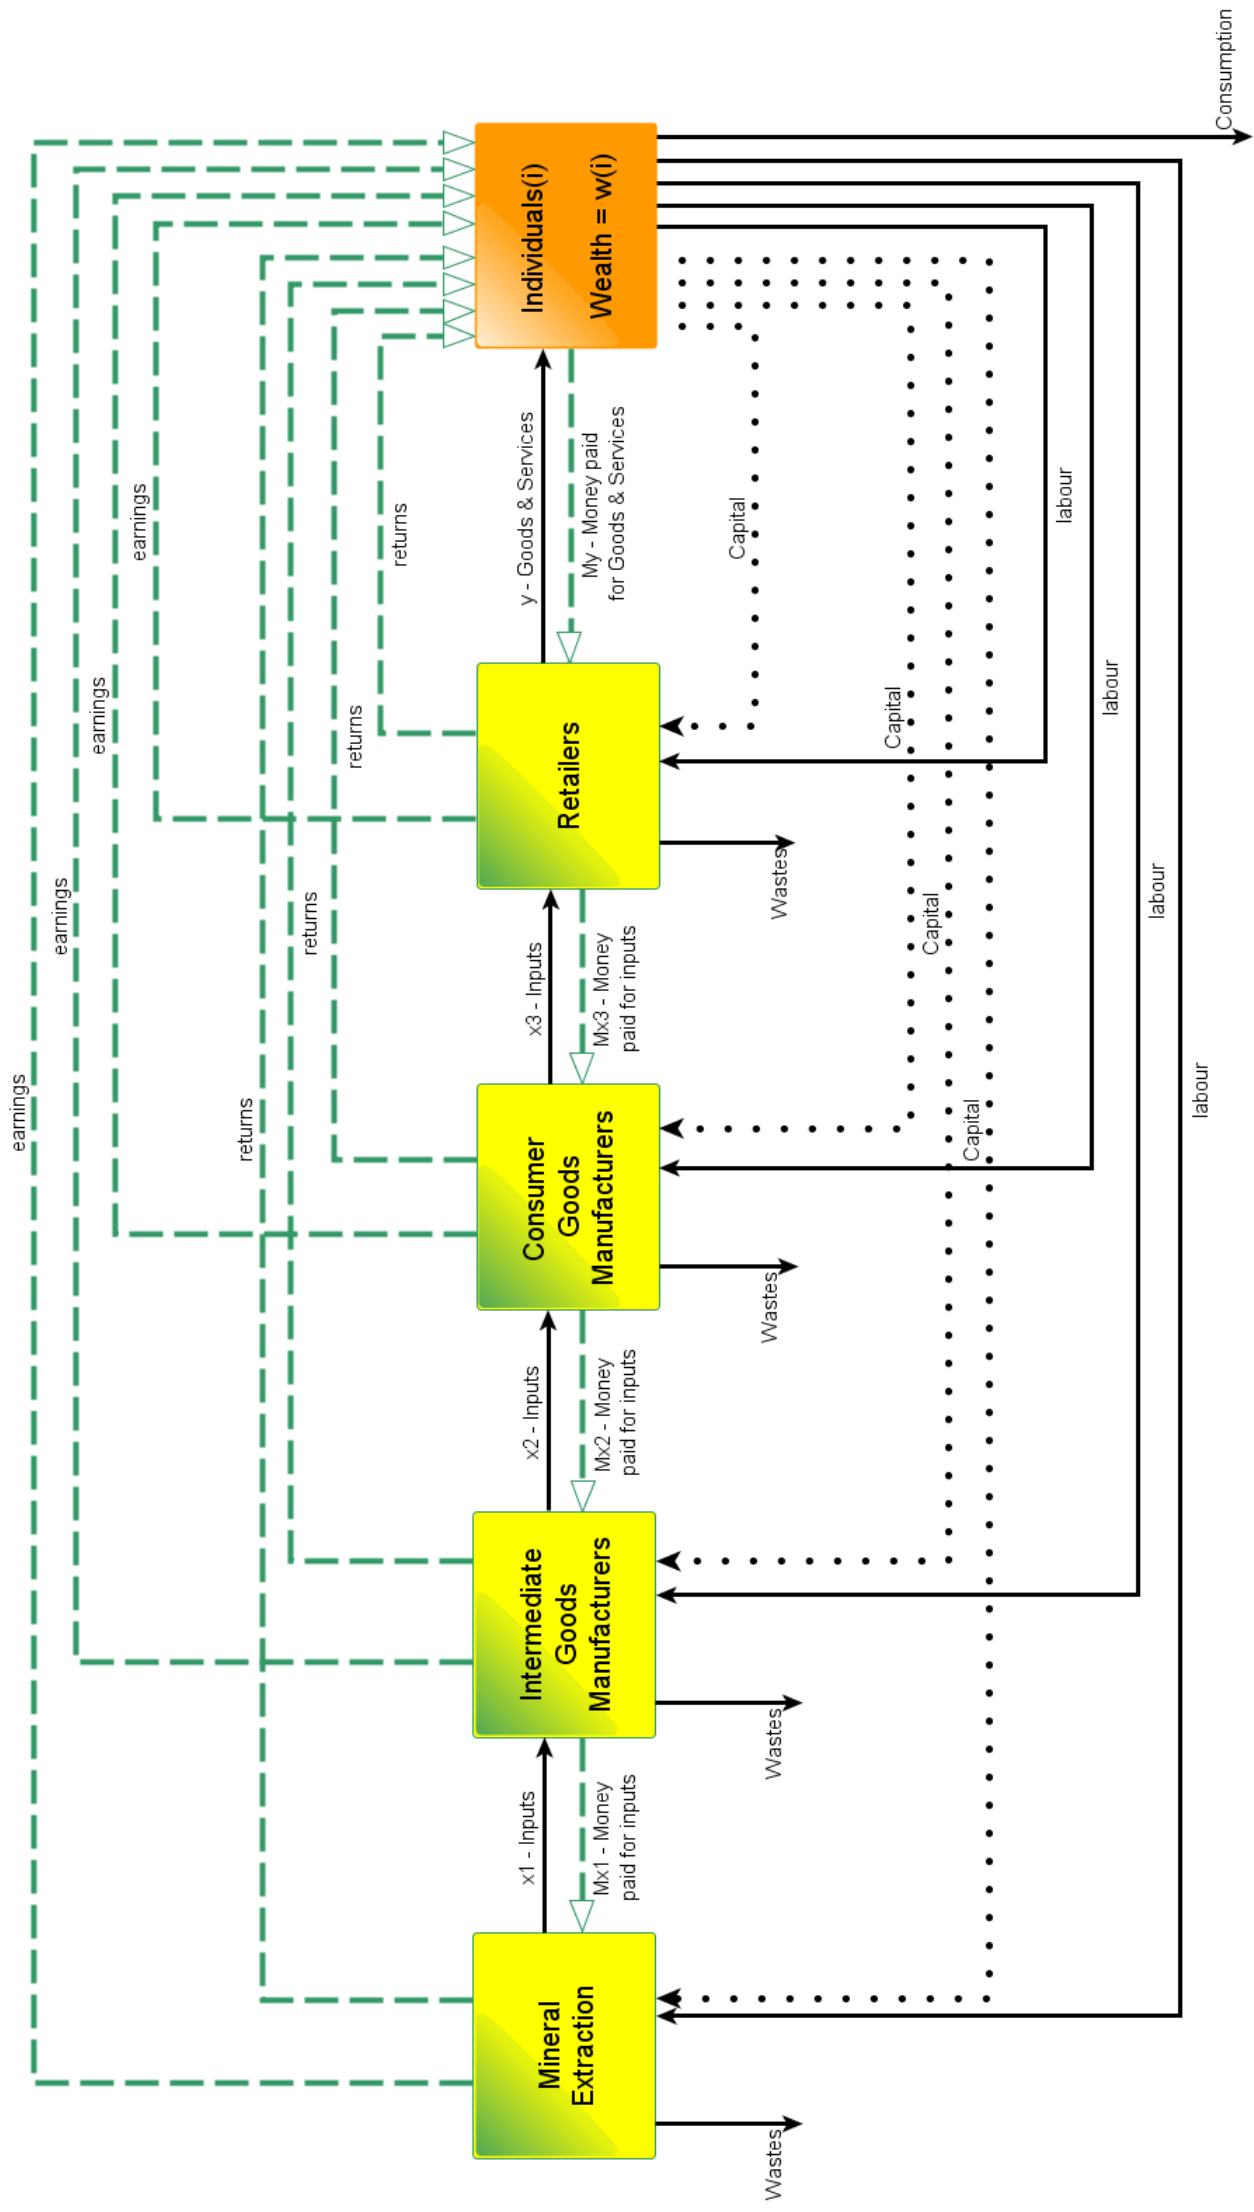 earnings
earnings
earnings
earnings
returns
returns
returns
returns
Mineral
Extraction
x1 - Inputs
Mx1 - Money
paid for inputs
Intermediate
Goods
Manufacturers
x2 - Inputs
Mx2 - Money
paid for inputs
Consumer
Goods
Manufacturers
x3 - Inputs
Mx3 - Money
paid for inputs
Retailers
y - Goods & Services
My - Money paid
for Goods & Services
Individuals(i)
Wealth = w(i)
Wastes
Wastes
Wastes
Wastes
Capital
Capital
Capital
Capital
labour
labour
labour
labour
Consumption